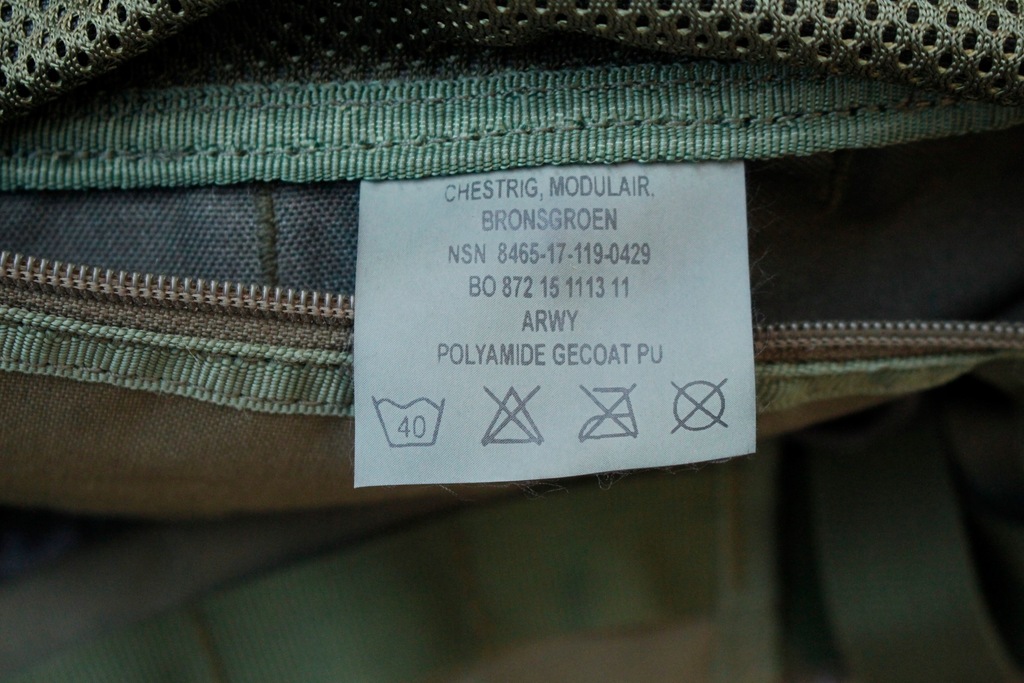 CHESTRIG, MODULAIR.
BRONSGROEN
NSN 8465-17-119-0429
BO 872 15 1113 11
ARWY
POLYAMIDE GECOAT PU
40